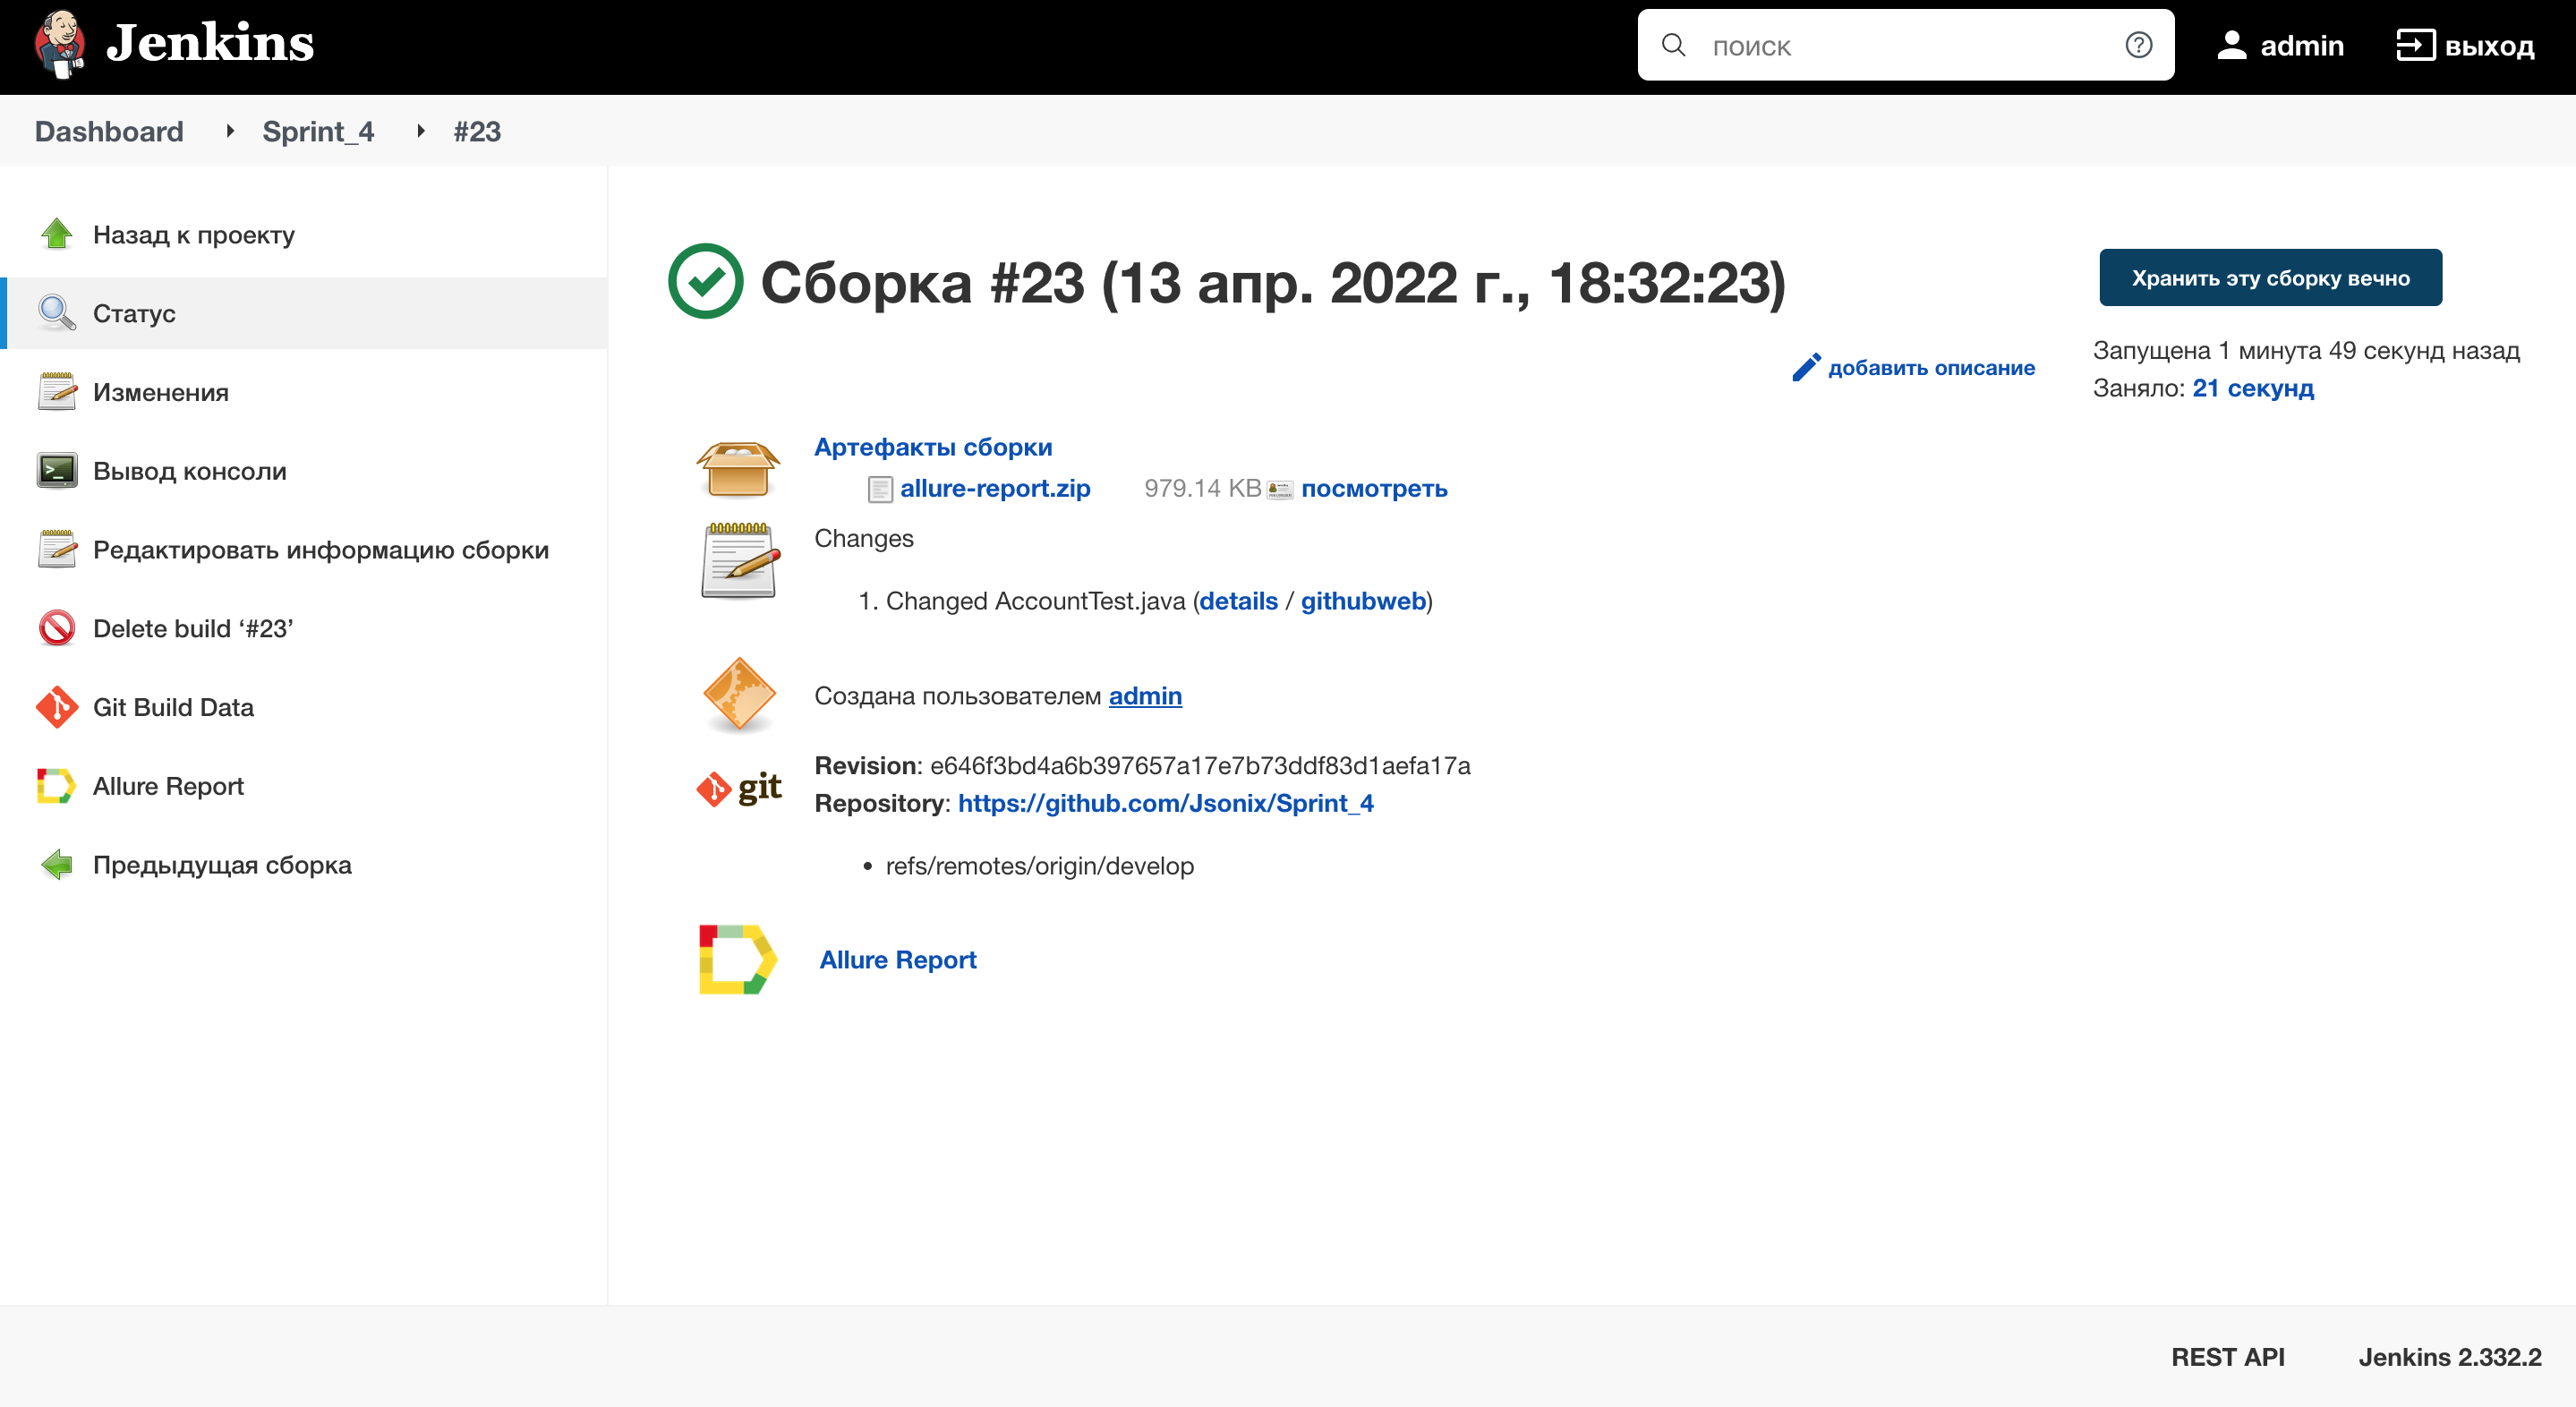 Jenkins
поиск
admin
выход
Dashboard
Sprint_4
#23
Назад к проекту
Статус
Изменения
Вывод консоли
Редактировать информацию сборки
Delete build ‘#23’
Git Build Data
Allure Report
Предыдущая сборка
Сборка #23 (13 апр. 2022 г., 18:32:23)
Хранить эту сборку вечно
Запущена 1 минута 49 секунд назад
Заняло: 21 секунд
добавить описание
Артефакты сборки
allure-report.zip 979.14 KB посмотреть
Changes
1. Changed AccountTest.java (details / githubweb)
Создана пользователем admin
git
Revision: e646f3bd4a6b397657a17e7b73ddf83d1aefa17a
Repository: https://github.com/Jsonix/Sprint_4
• refs/remotes/origin/develop
Allure Report
REST API
Jenkins 2.332.2